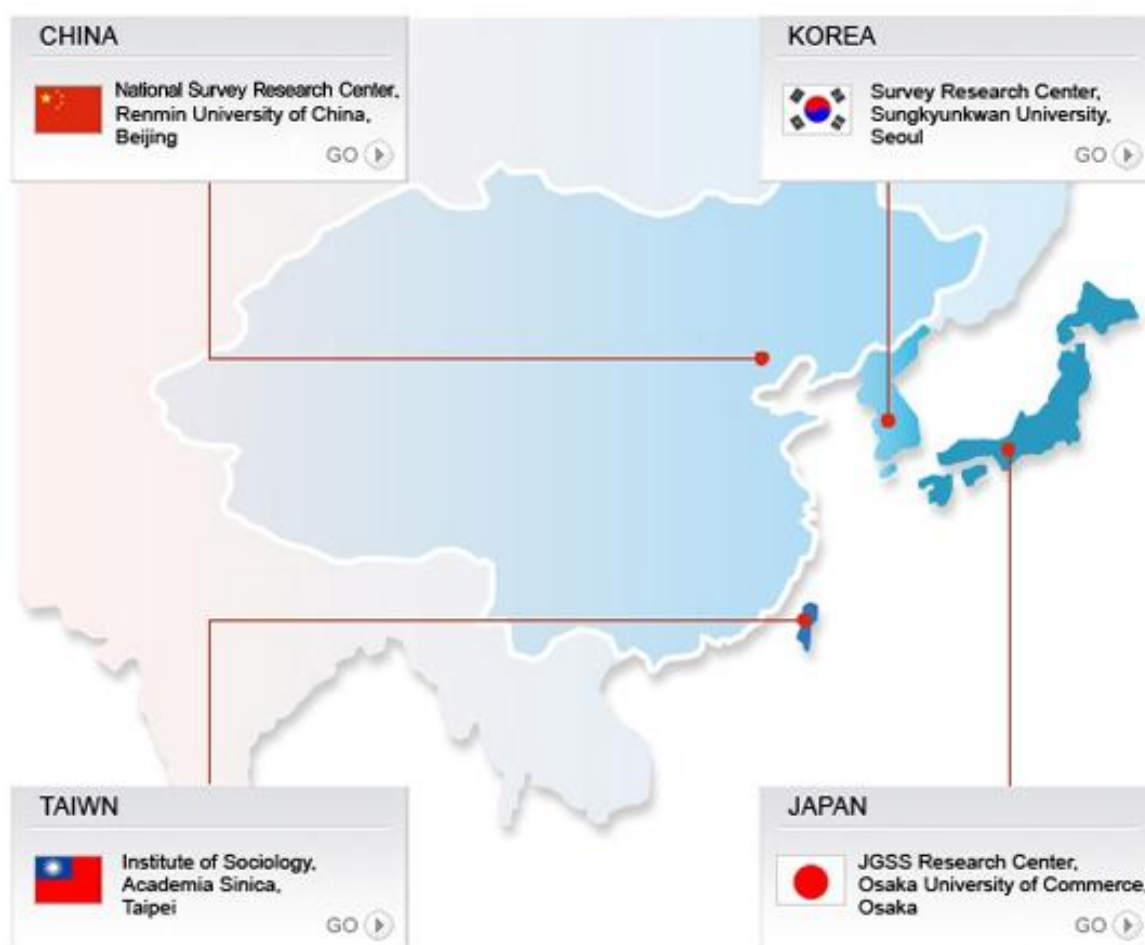 CHINA
National Survey Research Center,
Renmin University of China,
Beijing
GO
KOREA
Survey Research Center,
Sungkyunkwan University,
Seoul
GO
TAIWN
Institute of Sociology,
Academia Sinica,
Taipei
GO
JAPAN
JGSS Research Center,
Osaka University of Commerce,
Osaka
GO